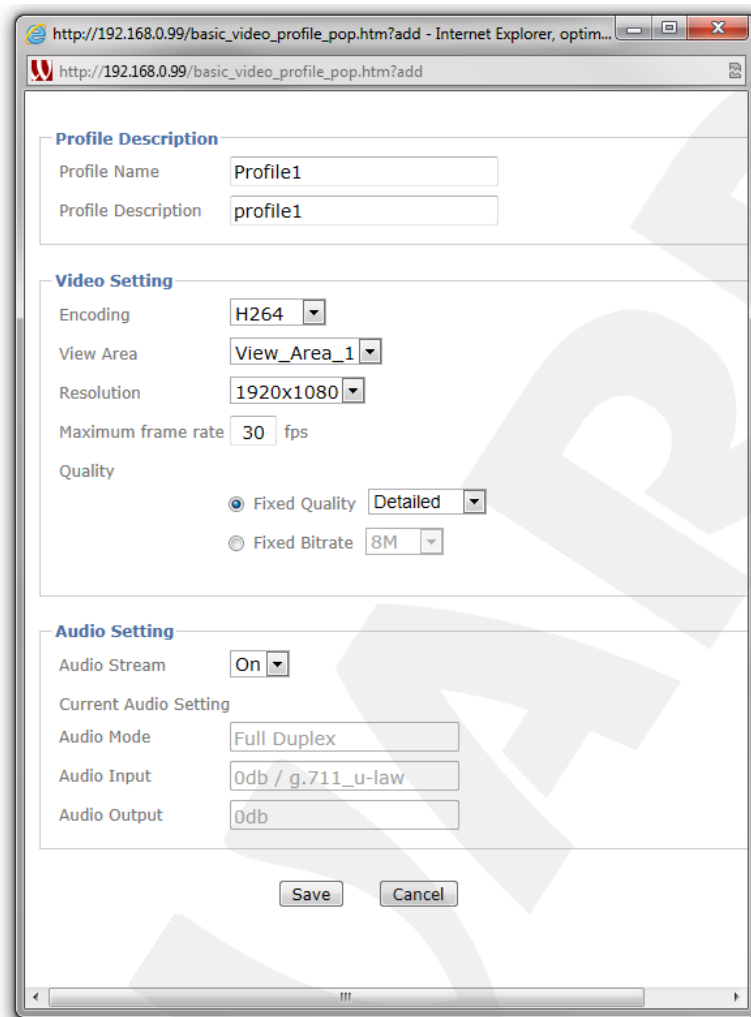 http://192.168.0.99/basic_video_profile_pop.htm?add - Internet Explorer, optim...
http://192.168.0.99/basic_video_profile_pop.htm?add
Profile Description
Profile Name Profile1
Profile Description profile1
Video Setting
Encoding H264
View Area View_Area_1
Resolution 1920x1080
Maximum frame rate 30 fps
Quality
Fixed Quality Detailed
Fixed Bitrate 8M
Audio Setting
Audio Stream On
Current Audio Setting
Audio Mode Full Duplex
Audio Input 0db / g.711_u-law
Audio Output 0db
Save Cancel